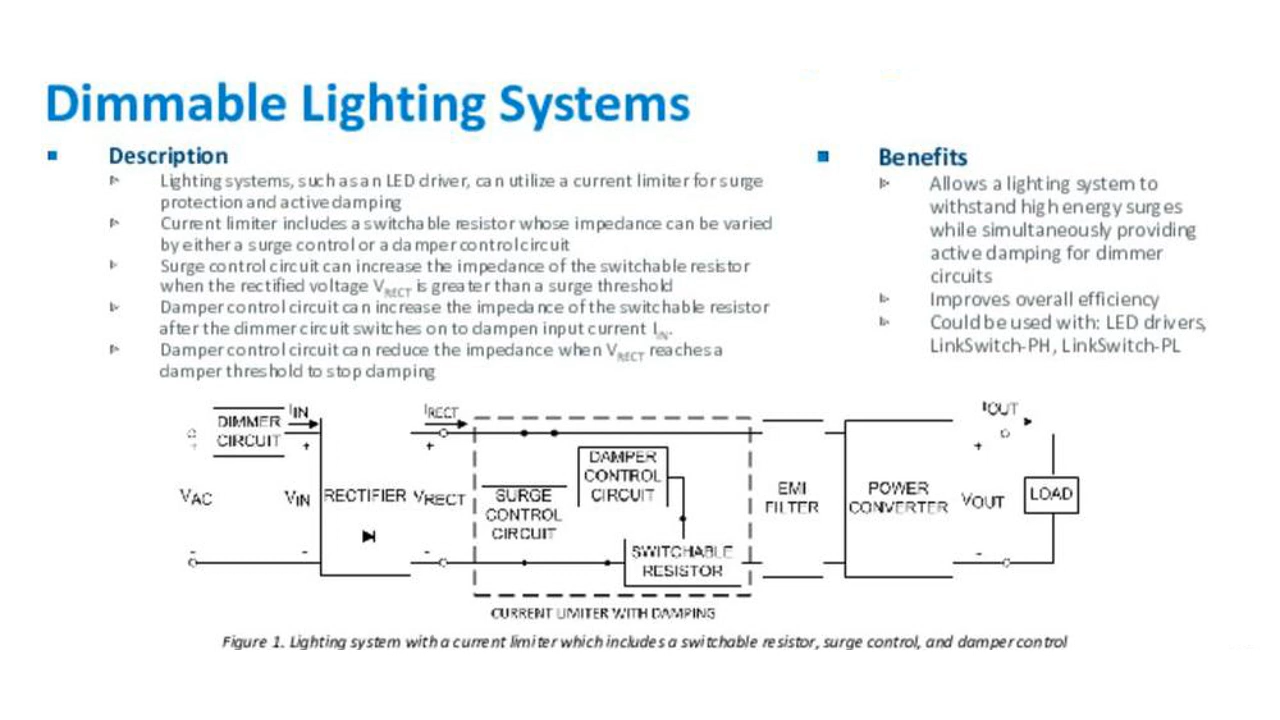 Dimmable Lighting Systems
Description
Lighting systems, such as an LED driver, can utilize a current limiter for surge
protection and active damping
Current limiter includes a switchable resistor whose impedance can be varied
by either a surge control or a damper control circuit
Surge control circuit can increase the impedance of the switchable resistor
when the rectified voltage VRECT is greater than a surge threshold
Damper control circuit can increase the impedance of the switchable resistor
after the dimmer circuit switches on to dampen input current IIN.
Damper control circuit can reduce the impedance when VRECT reaches a
damper threshold to stop damping
Benefits
Allows a lighting system to
withstand high energy surges
while simultaneously providing
active damping for dimmer
circuits
Improves overall efficiency
Could be used with: LED drivers,
LinkSwitch-PH, LinkSwitch-PL
DIMMER
CIRCUIT
IIN
+
VAC
VIN
-
-
RECTIFIER
IRECT
+
VRECT
-
SURGE
CONTROL
CIRCUIT
DAMPER
CONTROL
CIRCUIT
SWITCHABLE
RESISTOR
CURRENT LIMITER WITH DAMPING
EMI
FILTER
POWER
CONVERTER
IOUT
+
VOUT
-
LOAD
Figure 1. Lighting system with a current limiter which includes a switchable resistor, surge control, and damper control